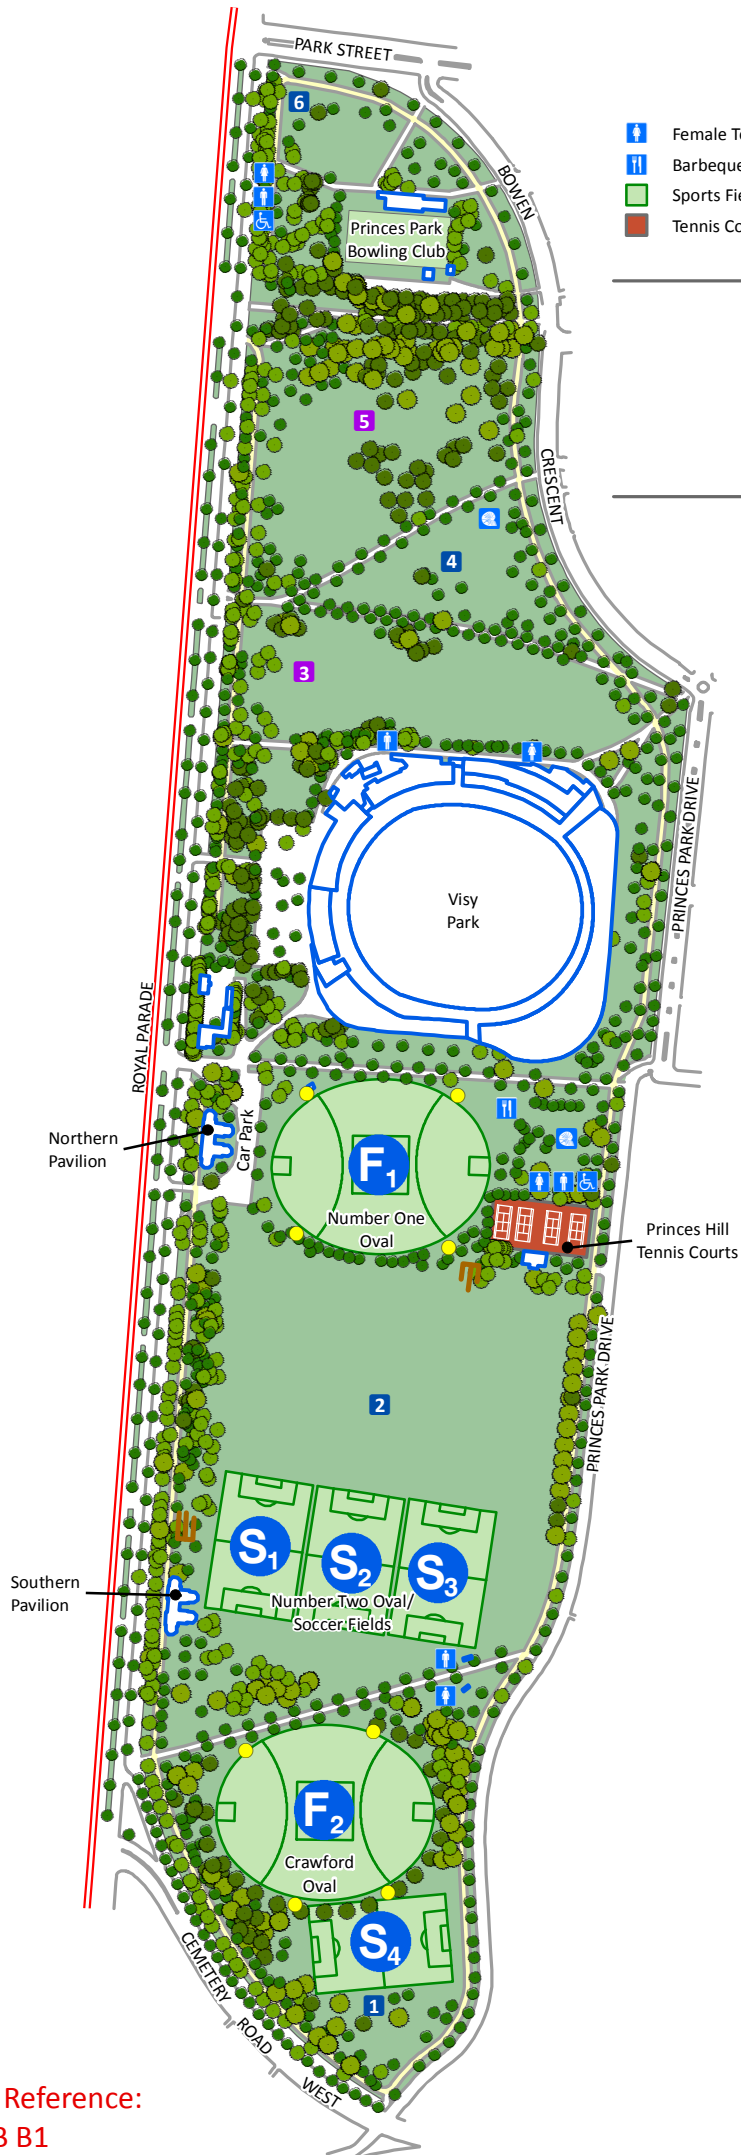 PARK STREET
6
Female To
Barbeque
Sports Fie
Tennis Co
BOWEN
Princes Park
Bowling Club
5
CRESCENT
4
3
PRINCES PARK DRIVE
Visy
Park
ROYAL PARADE
Northern
Pavilion
Car Park
F1
Number One
Oval
Princes Hill
Tennis Courts
PRINCES PARK DRIVE
2
S1
S2
S3
Number Two Oval/
Soccer Fields
Southern
Pavilion
F2
Crawford
Oval
S4
1
CEMETERY
ROAD
WEST
Reference:
B B1